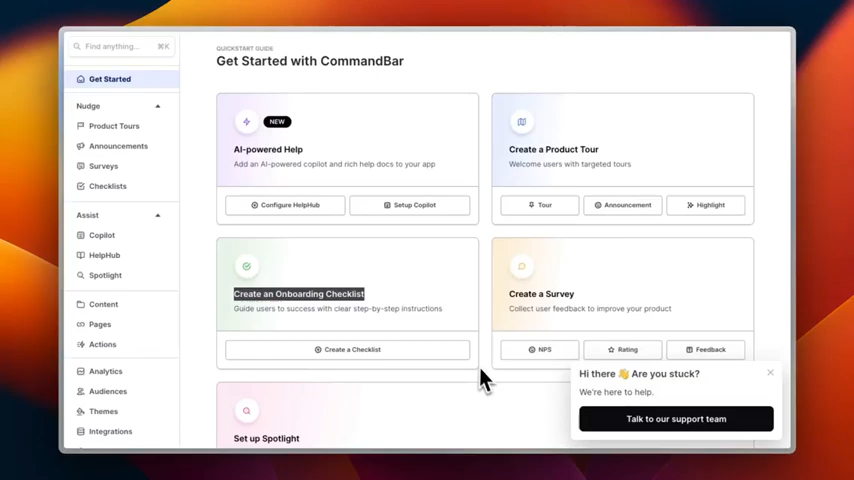 Find anything...
⌘K
Get Started
Nudge
Product Tours
Announcements
Surveys
Checklists
Assist
Copilot
HelpHub
Spotlight
Content
Pages
Actions
Analytics
Audiences
Themes
Integrations
QUICKSTART GUIDE
Get Started with CommandBar
NEW
AI-powered Help
Add an AI-powered copilot and rich help docs to your app
Configure HelpHub
Setup Copilot
Create a Product Tour
Welcome users with targeted tours
Tour
Announcement
Highlight
Create an Onboarding Checklist
Guide users to success with clear step-by-step instructions
Create a Checklist
Create a Survey
Collect user feedback to improve your product
NPS
Rating
Feedback
Set up Spotlight
Hi there 👋 Are you stuck?
We're here to help.
Talk to our support team